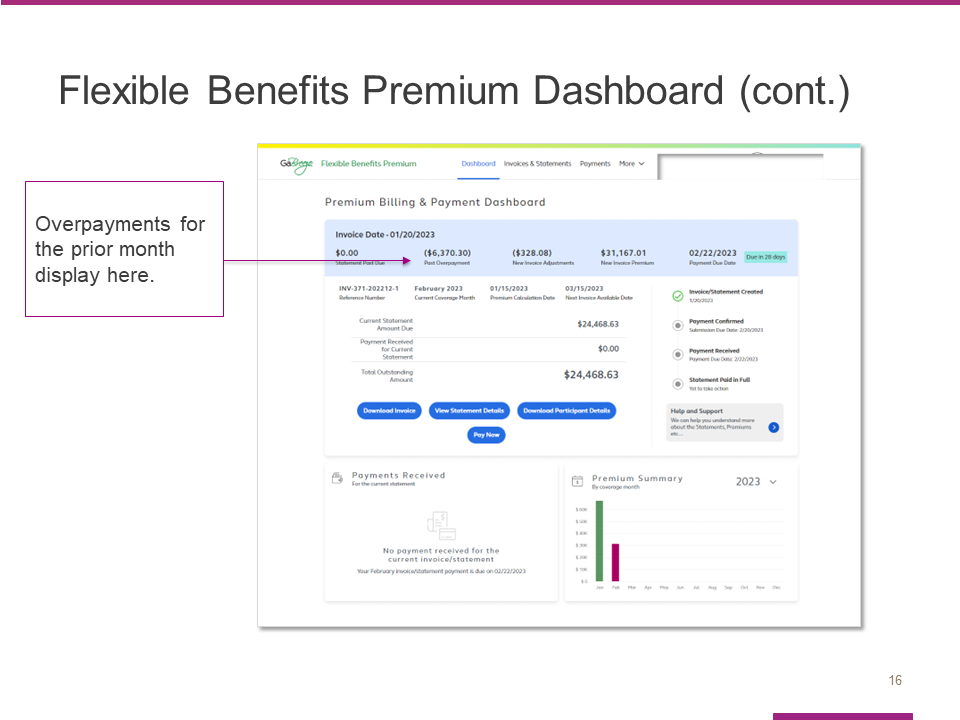 Flexible Benefits Premium Dashboard (cont.)
Overpayments for
the prior month
display here.
Flexible Benefits Premium
Dashboard Invoices & Statements Payments More
Premium Billing & Payment Dashboard
Invoice Date - 01/20/2023
$0.00 ($6,370.30) ($328.08) $31,167.01 02/22/2023 Due in 28 days
Statement Past Due Past Overpayment New Invoice Adjustments New Invoice Premium Payment Due Date
INV-371-202212-1 February 2023 01/15/2023 03/15/2023
Reference Number Current Coverage Month Premium Calculation Date Next Invoice Available Date
Current Statement
Amount Due
$24,468.63
Payment Received
for Current
Statement
$0.00
Total Outstanding
Amount
$24,468.63
Download Invoice View Statement Details Download Participant Details
Pay Now
Invoice/Statement Created
1/20/2023
Payment Confirmed
Submission Due Date: 2/20/2023
Payment Received
Payment Due Date: 2/22/2023
Statement Paid in Full
Yet to take action
Help and Support
We can help you understand more
about the Statements, Premiums
etc...
Payments Received
For the current statement
No payment received for the
current invoice/statement
Your February invoice/statement payment is due on 02/22/2023
Premium Summary
By coverage month
2023
$ 60K
$ 50K
$ 40K
$ 30K
$ 20K
$ 10K
$ 0
Jan Feb Mar Apr May Jun Jul Aug Sep Oct Nov Dec
16